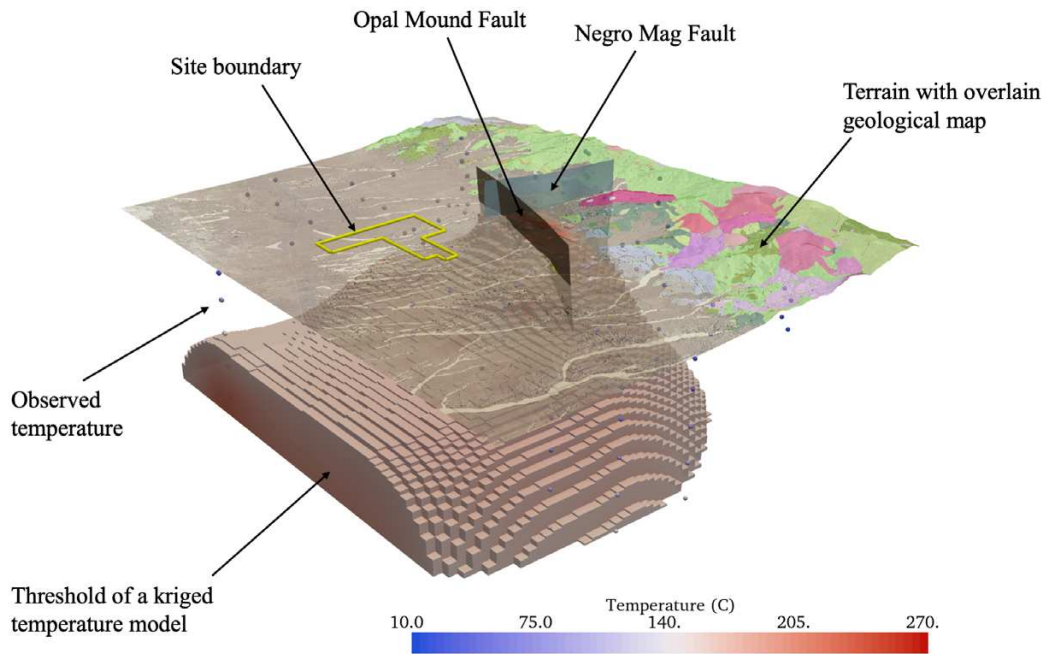 Opal Mound Fault
Negro Mag Fault
Site boundary
Terrain with overlain
geological map
Observed
temperature
Threshold of a kriged
temperature model
Temperature (C)
10.0 75.0 140. 205. 270.